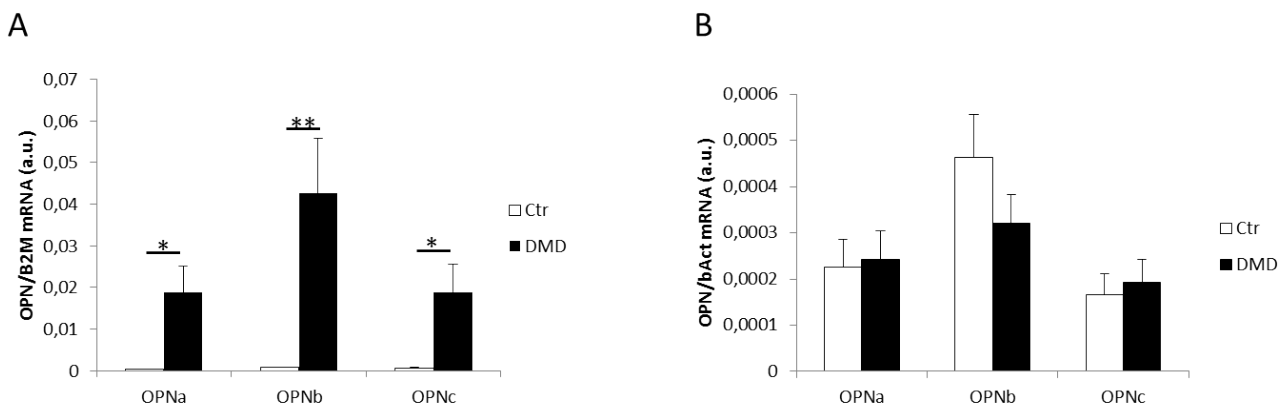 A
OPN/B2M mRNA (a.u.)
0,07
0,06
0,05
0,04
0,03
0,02
0,01
0
*
**
*
OPNa OPNb OPNc
Ctr
DMD
B
OPN/bAct mRNA (a.u.)
0,0006
0,0005
0,0004
0,0003
0,0002
0,0001
0
OPNa OPNb OPNc
Ctr
DMD